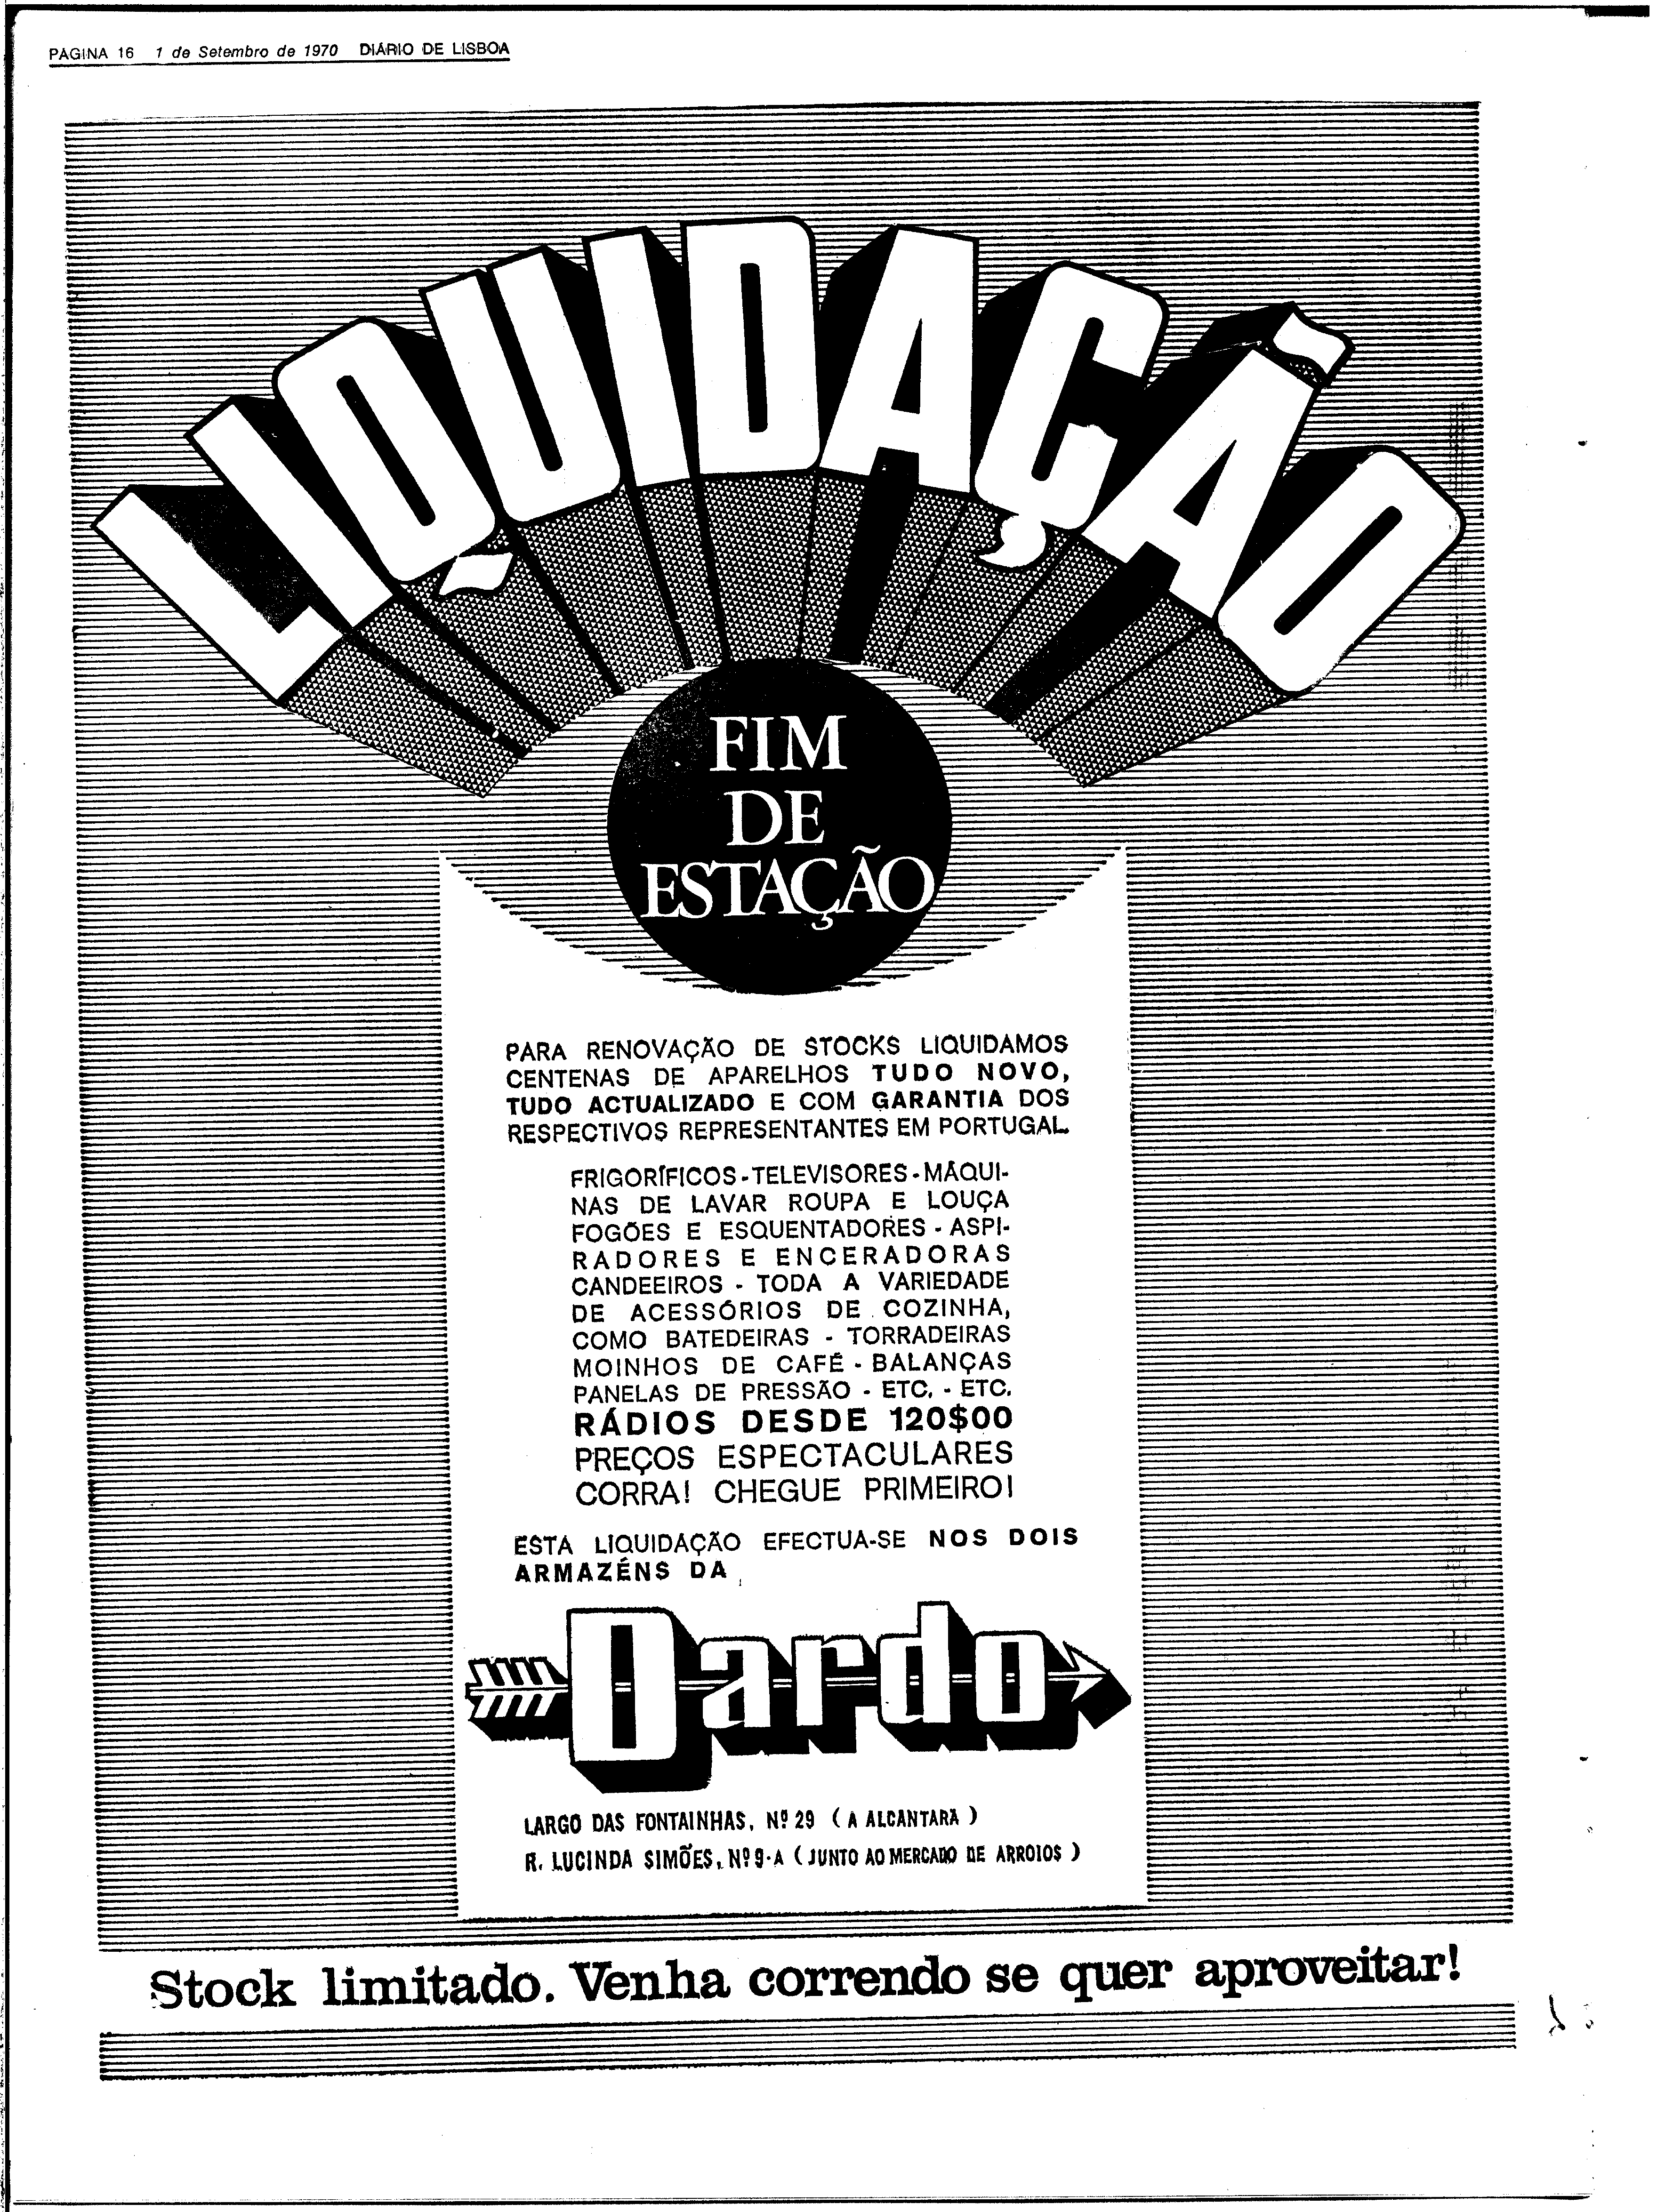 PÁGINA 16 1 de Setembro de 1970 DIÁRIO DE LISBOA
LIQUIDAÇÃO
FIM
DE
ESTAÇÃO
PARA RENOVAÇÃO DE STOCKS LIQUIDAMOS
CENTENAS DE APARELHOS TUDO NOVO,
TUDO ACTUALIZADO E COM GARANTIA DOS
RESPECTIVOS REPRESENTANTES EM PORTUGAL
FRIGORÍFICOS - TELEVISORES - MÁQUI-
NAS DE LAVAR ROUPA E LOUÇA
FOGÕES E ESQUENTADORES - ASPI-
RADORES E ENCERADORAS
CANDEEIROS - TODA A VARIEDADE
DE ACESSÓRIOS DE COZINHA,
COMO BATEDEIRAS - TORRADEIRAS
MOINHOS DE CAFÉ - BALANÇAS
PANELAS DE PRESSÃO - ETC. - ETC.
RÁDIOS DESDE 120$00
PREÇOS ESPECTACULARES
CORRA! CHEGUE PRIMEIRO!
ESTA LIQUIDAÇÃO EFECTUA-SE NOS DOIS
ARMAZÉNS DA
Dardo
LARGO DAS FONTAINHAS, Nº 29 ( A ALCANTARA )
R. LUCINDA SIMÕES, Nº 9-A ( JUNTO AO MERCADO DE ARROIOS )
Stock limitado. Venha correndo se quer aproveitar!